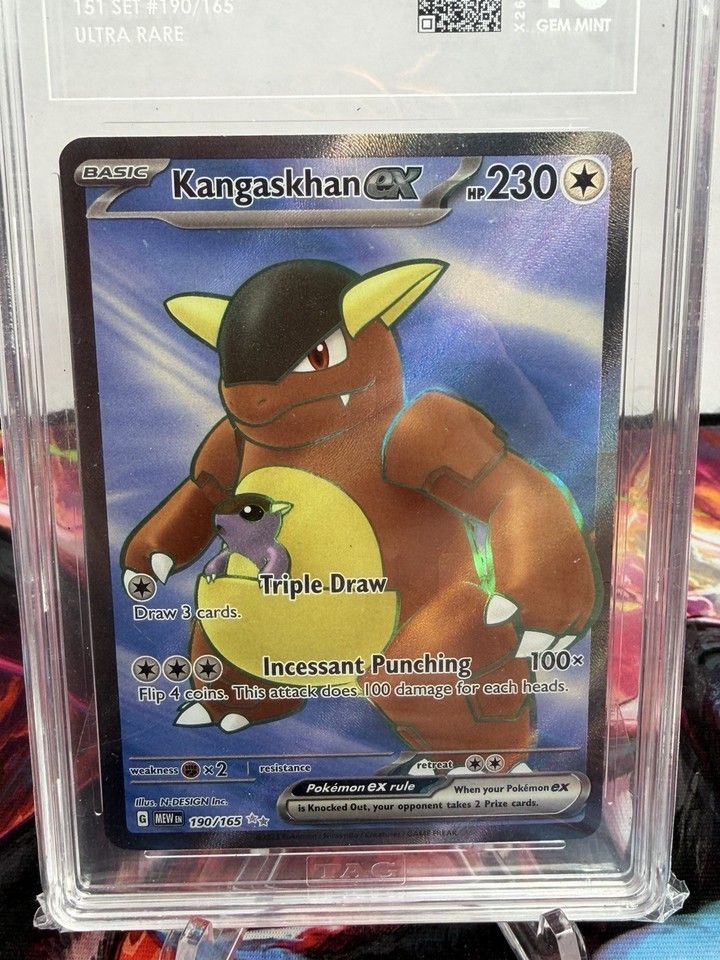 151 SET #190/165
ULTRA RARE
GEM MINT
BASIC
Kangaskhan ex
HP 230
Triple Draw
Draw 3 cards.
Incessant Punching 100×
Flip 4 coins. This attack does 100 damage for each heads.
weakness ×2 resistance retreat
Pokémon ex rule When your Pokémon ex
is Knocked Out, your opponent takes 2 Prize cards.
Illus. N-DESIGN Inc.
G MEW EN 190/165
TAG